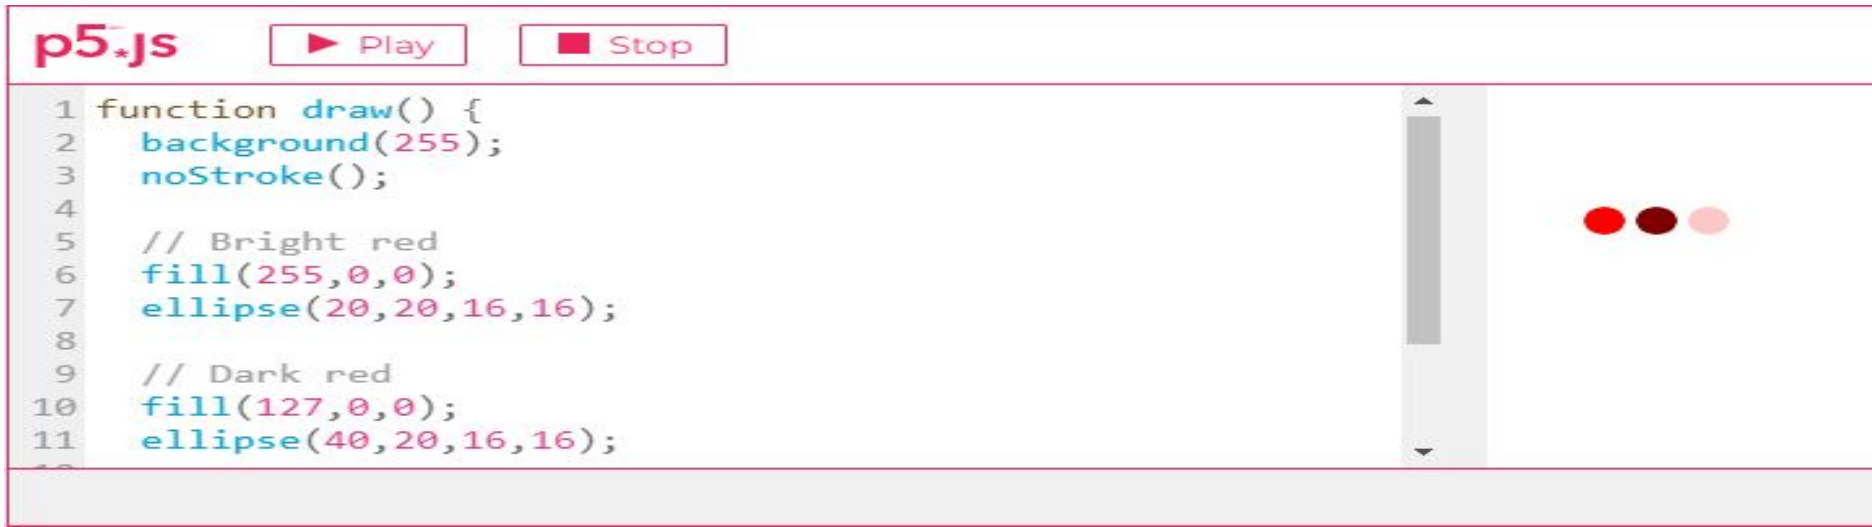 p5.js Play Stop
1 function draw() {
2 background(255);
3 noStroke();
4
5 // Bright red
6 fill(255,0,0);
7 ellipse(20,20,16,16);
8
9 // Dark red
10 fill(127,0,0);
11 ellipse(40,20,16,16);